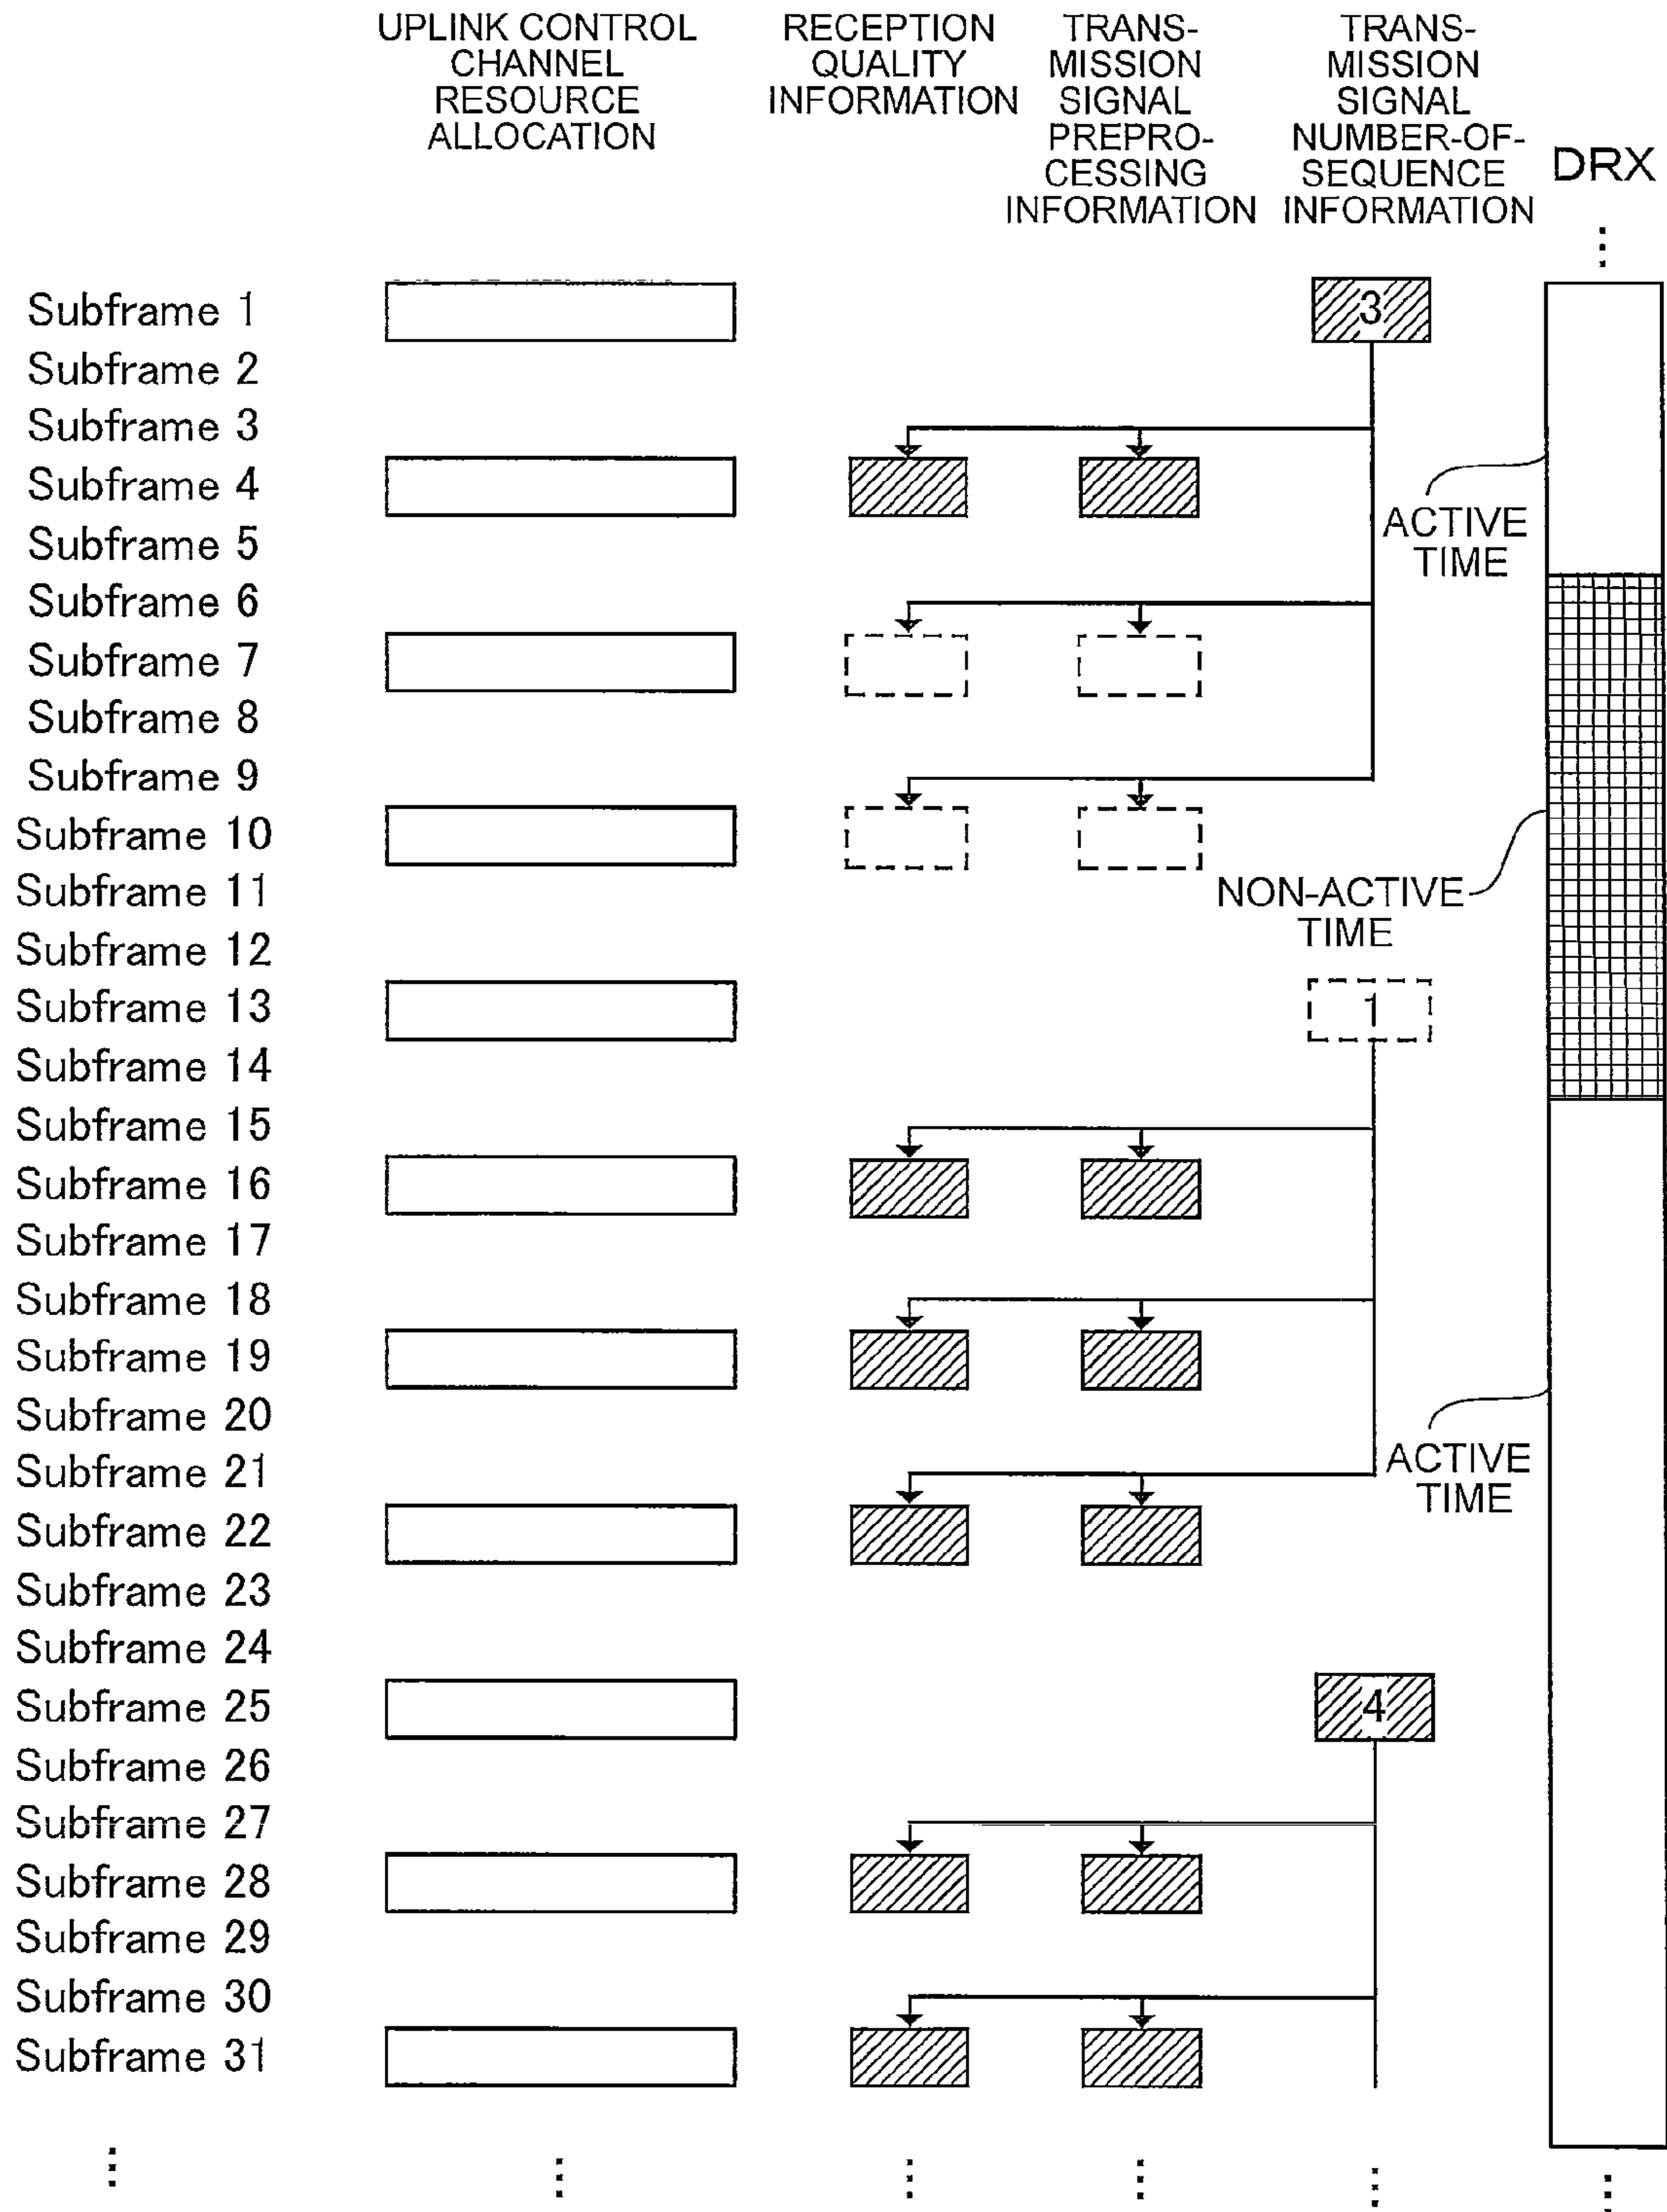 UPLINK CONTROL
CHANNEL
RESOURCE
ALLOCATION
RECEPTION
QUALITY
INFORMATION
TRANS-
MISSION
SIGNAL
PREPRO-
CESSING
INFORMATION
TRANS-
MISSION
SIGNAL
NUMBER-OF-
SEQUENCE
INFORMATION
DRX
Subframe 1
3
Subframe 2
Subframe 3
Subframe 4
ACTIVE
TIME
Subframe 5
Subframe 6
Subframe 7
Subframe 8
Subframe 9
Subframe 10
Subframe 11
NON-ACTIVE
TIME
Subframe 12
Subframe 13
1
Subframe 14
Subframe 15
Subframe 16
Subframe 17
Subframe 18
Subframe 19
Subframe 20
Subframe 21
ACTIVE
TIME
Subframe 22
Subframe 23
Subframe 24
Subframe 25
4
Subframe 26
Subframe 27
Subframe 28
Subframe 29
Subframe 30
Subframe 31